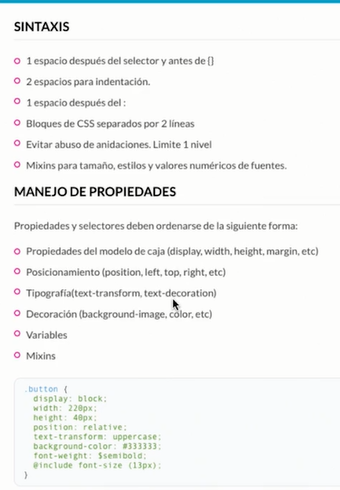 SINTAXIS
1 espacio después del selector y antes de {}
2 espacios para indentación.
1 espacio después del :
Bloques de CSS separados por 2 líneas
Evitar abuso de anidaciones. Limite 1 nivel
Mixins para tamaño, estilos y valores numéricos de fuentes.
MANEJO DE PROPIEDADES
Propiedades y selectores deben ordenarse de la siguiente forma:
Propiedades del modelo de caja (display, width, height, margin, etc)
Posicionamiento (position, left, top, right, etc)
Tipografía(text-transform, text-decoration)
Decoración (background-image, color, etc)
Variables
Mixins
.button {
  display: block;
  width: 220px;
  height: 40px;
  position: relative;
  text-transform: uppercase;
  background-color: #333333;
  font-weight: $semibold;
  @include font-size (13px);
}